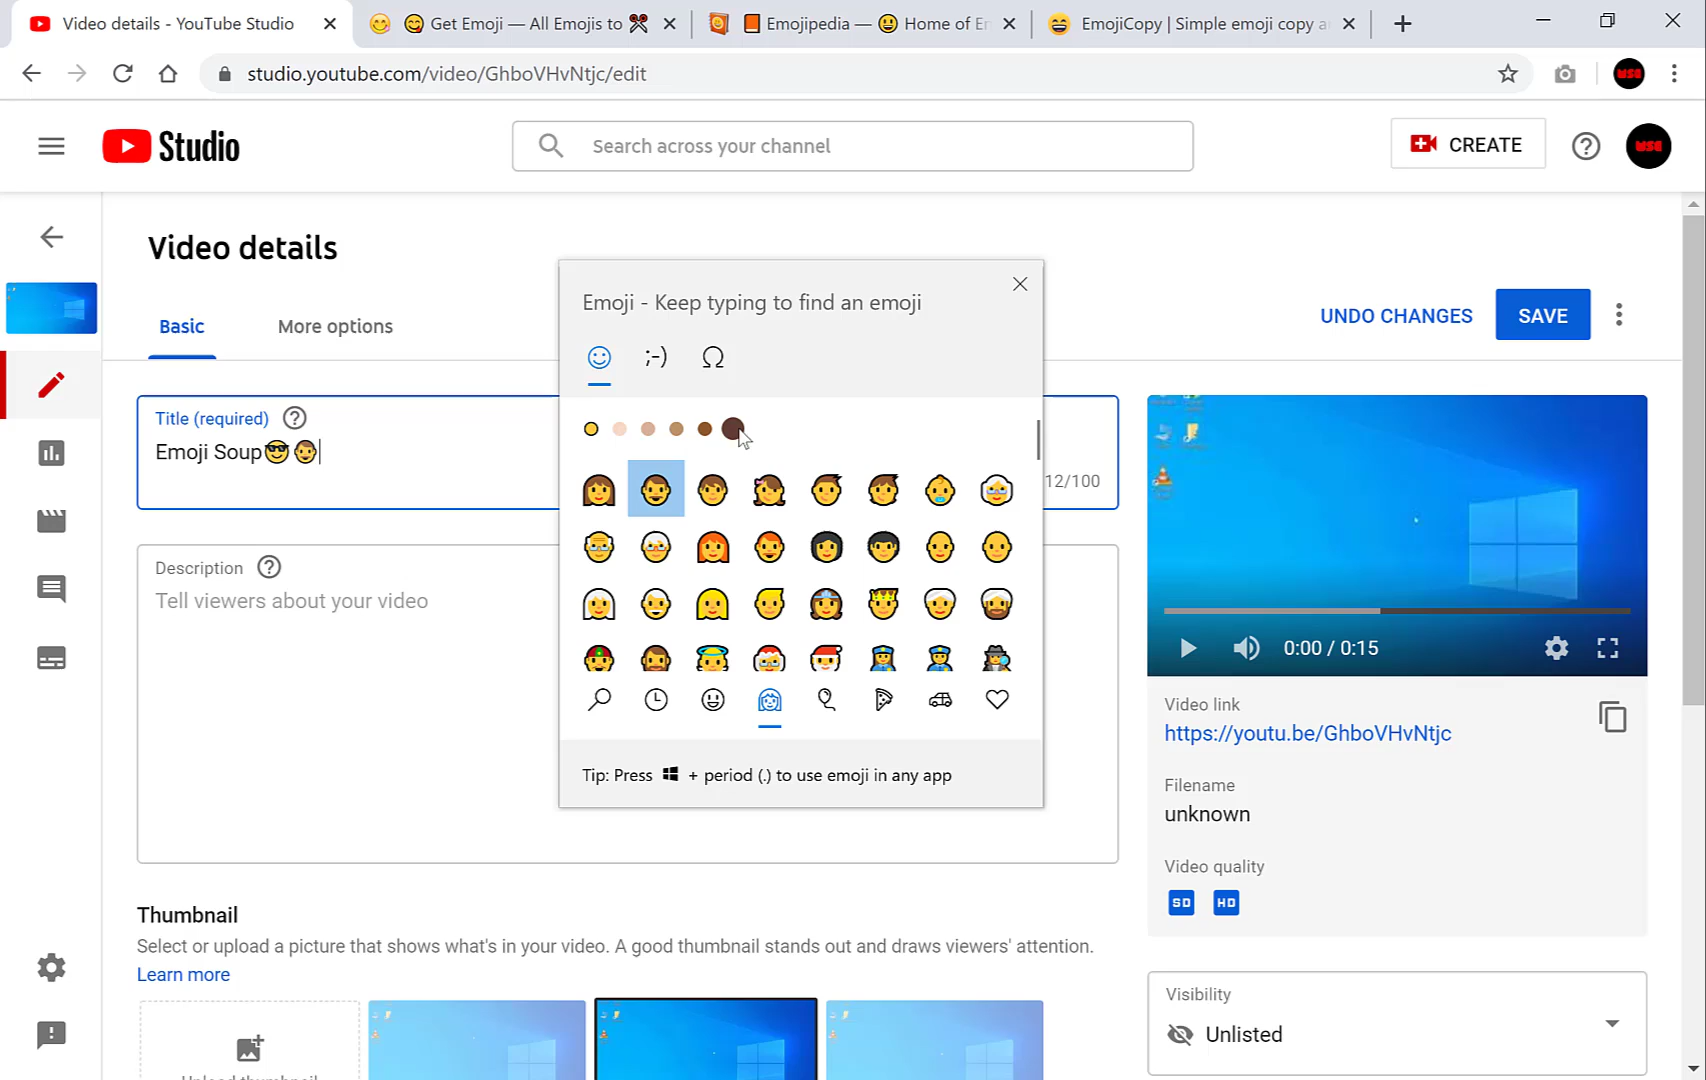 Video details - YouTube Studio
😋 Get Emoji — All Emojis to ✂
📙 Emojipedia — 😃 Home of Em
EmojiCopy | Simple emoji copy a
studio.youtube.com/video/GhboVHvNtjc/edit
Studio
Search across your channel
CREATE
Video details
Basic
More options
UNDO CHANGES
SAVE
Emoji - Keep typing to find an emoji
;-)
Ω
Title (required)
Emoji Soup😎👨
12/100
Description
Tell viewers about your video
Tip: Press + period (.) to use emoji in any app
0:00 / 0:15
Video link
https://youtu.be/GhboVHvNtjc
Filename
unknown
Video quality
SD HD
Thumbnail
Select or upload a picture that shows what's in your video. A good thumbnail stands out and draws viewers' attention.
Learn more
Upload thumbnail
Visibility
Unlisted